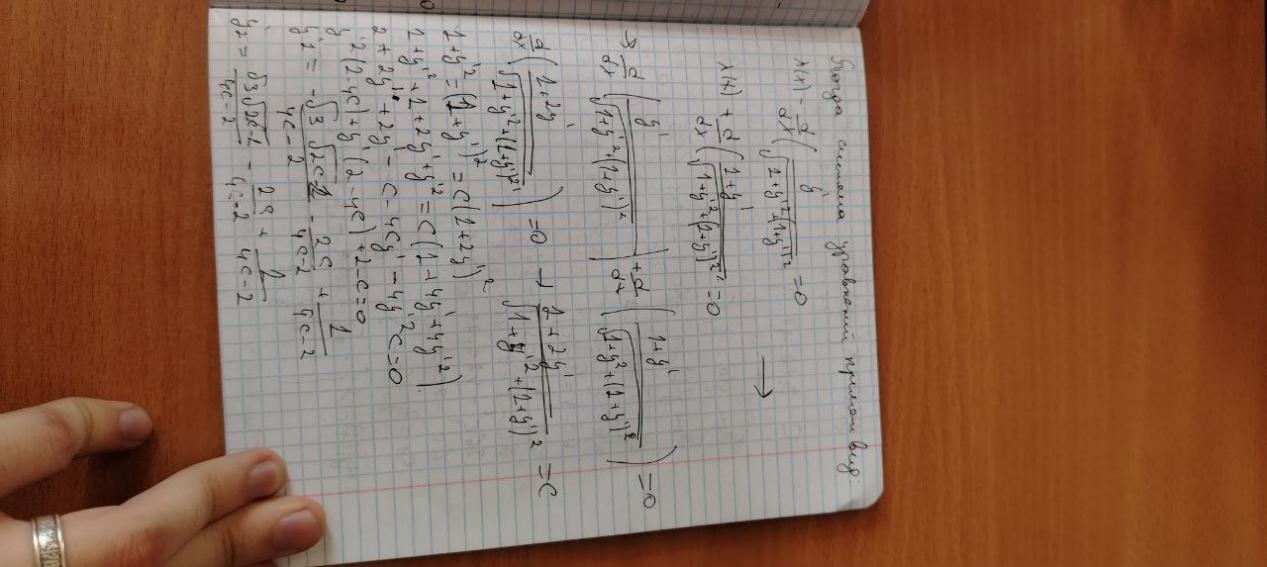 Тогда система уравнений примет вид:
λ(x) - d/dx (y' / √(1+y'²+(1+y')²)) = 0
→
λ(x) + d/dx (1+y' / √(1+y'²+(1+y')²)) = 0
→ d/dx (y' / √(1+y'²+(1+y')²)) + d/dx (1+y' / √(1+y'²+(1+y')²)) = 0
d/dx (1+2y' / √(1+y'²+(1+y')²)) = 0 → 1+2y' / √(1+y'²+(1+y')²) = C
1+y'² = (1+y')² = C(1+2y')²
1+y'²+1+2y'+y'² = C(1+4y'+4y'²)
2+2y'²+2y' - C - 4Cy' - 4y'²C = 0
y'²(2-4C)+y'(2-4C)+2-C=0
y'₁ = -√3 √2C-1 / 4C-2 - 2C / 4C-2 + 1 / 4C-2
y'₂ = √3 √2C-1 / 4C-2 - 2C / 4C-2 + 1 / 4C-2